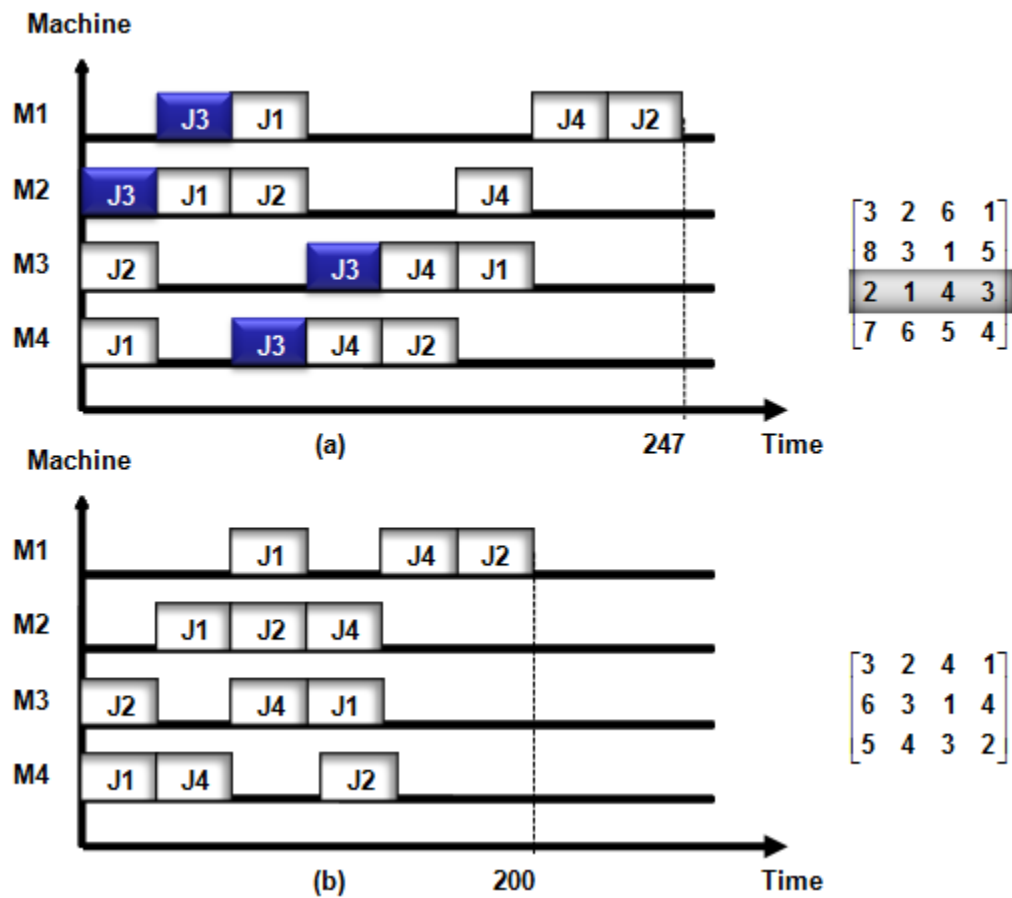 Machine
M1 J3 J1 J4 J2
M2 J3 J1 J2 J4
M3 J2 J3 J4 J1
M4 J1 J3 J4 J2
3 2 6 1
8 3 1 5
2 1 4 3
7 6 5 4
(a) 247 Time
Machine
M1 J1 J4 J2
M2 J1 J2 J4
M3 J2 J4 J1
M4 J1 J4 J2
3 2 4 1
6 3 1 4
5 4 3 2
(b) 200 Time